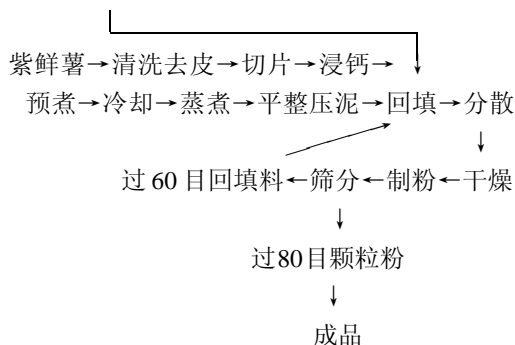 紫鲜薯→清洗去皮→切片→浸钙→
预煮→冷却→蒸煮→平整压泥→回填→分散
过 60 目回填料←筛分←制粉←干燥
过80目颗粒粉
成品